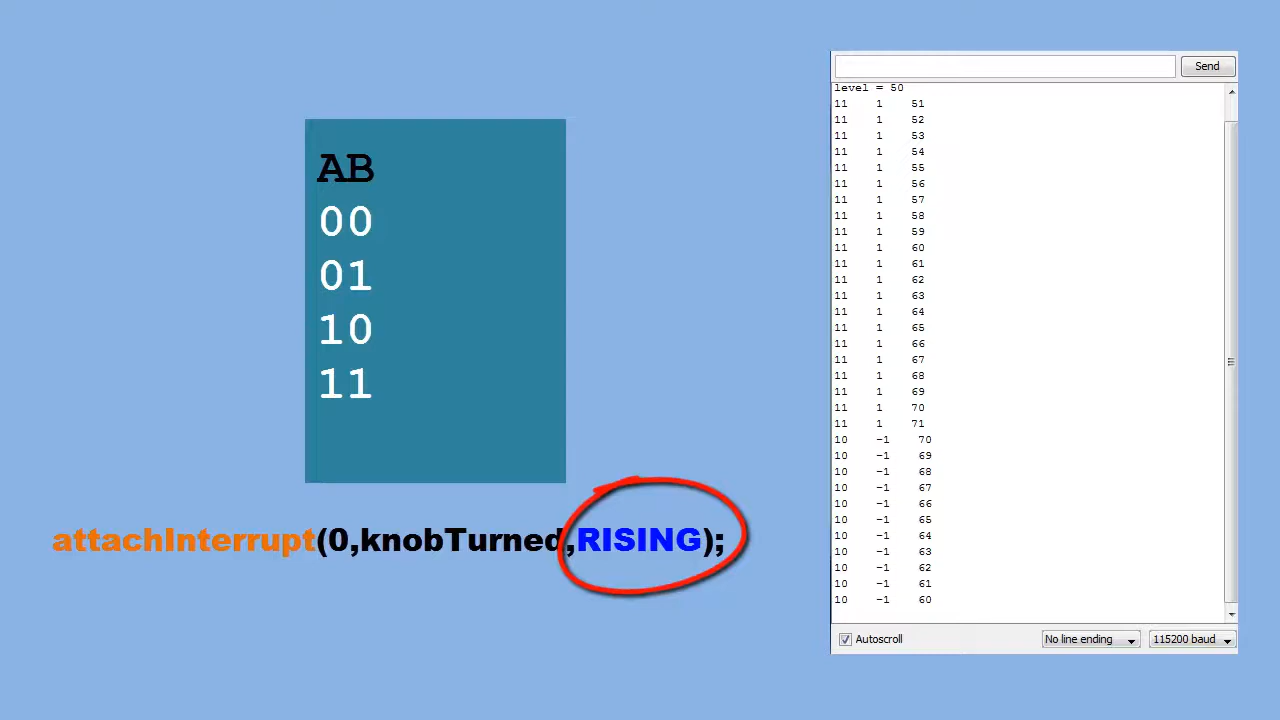 AB
00
01
10
11
attachInterrupt(0,knobTurned,RISING);
Send
level = 50
11 1 51
11 1 52
11 1 53
11 1 54
11 1 55
11 1 56
11 1 57
11 1 58
11 1 59
11 1 60
11 1 61
11 1 62
11 1 63
11 1 64
11 1 65
11 1 66
11 1 67
11 1 68
11 1 69
11 1 70
11 1 71
10 -1 70
10 -1 69
10 -1 68
10 -1 67
10 -1 66
10 -1 65
10 -1 64
10 -1 63
10 -1 62
10 -1 61
10 -1 60
Autoscroll No line ending 115200 baud